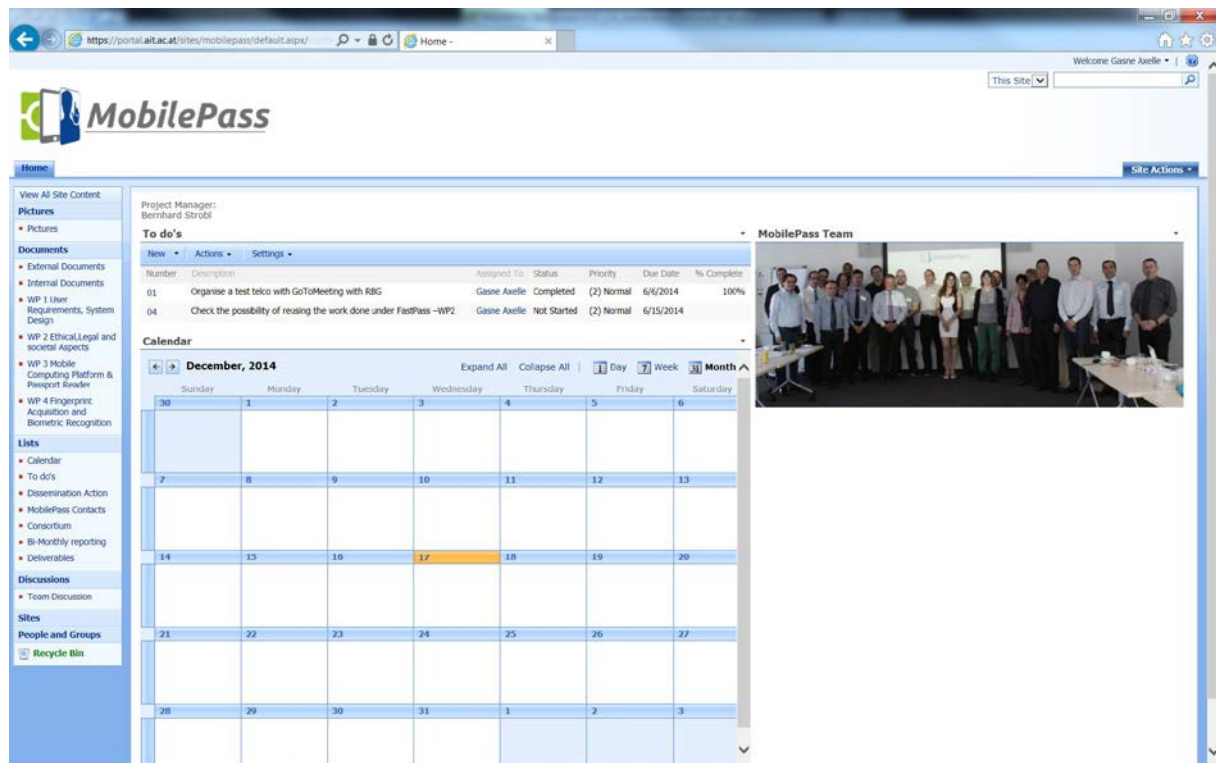 https://portal.ait.ac.at/sites/mobilepass/default.aspx/
Home -
Welcome Gasne Axelle
This Site
MobilePass
Home
Site Actions
View All Site Content
Pictures
Pictures
Documents
External Documents
Internal Documents
WP 1 User
Requirements, System
Design
WP 2 Ethical,Legal and
societal Aspects
WP 3 Mobile
Computing Platform &
Passport Reader
WP 4 Fingerprint
Acquisition and
Biometric Recognition
Lists
Calendar
To do's
Dissemination Action
MobilePass Contacts
Consortium
Bi-Monthly reporting
Deliverables
Discussions
Team Discussion
Sites
People and Groups
Recycle Bin
Project Manager:
Bernhard Strobl
To do's
New Actions Settings
Number Description Assigned To Status Priority Due Date % Complete
01 Organise a test telco with GoToMeeting with RBG Gasne Axelle Completed (2) Normal 6/6/2014 100%
04 Check the possibility of reusing the work done under FastPass –WP2 Gasne Axelle Not Started (2) Normal 6/15/2014
Calendar
December, 2014 Expand All Collapse All | 1 Day 7 Week 31 Month
Sunday Monday Tuesday Wednesday Thursday Friday Saturday
30 1 2 3 4 5 6
7 8 9 10 11 12 13
14 15 16 17 18 19 20
21 22 23 24 25 26 27
28 29 30 31 1 2 3
MobilePass Team